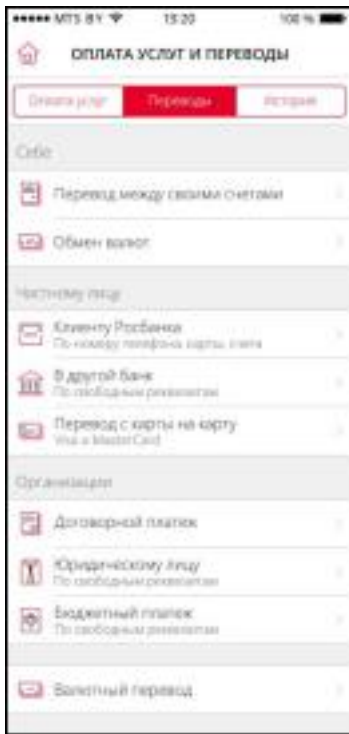 MTS BY 13:20 100 %
ОПЛАТА УСЛУГ И ПЕРЕВОДЫ
Оплата услуг Переводы История
Себе
Перевод между своими счетами
Обмен валют
Частному лицу
Клиенту Росбанка
По номеру телефона, карты, счета
В другой банк
По свободным реквизитам
Перевод с карты на карту
Visa и MasterCard
Организации
Договорной платеж
Юридическому лицу
По свободным реквизитам
Бюджетный платеж
По свободным реквизитам
Валютный перевод